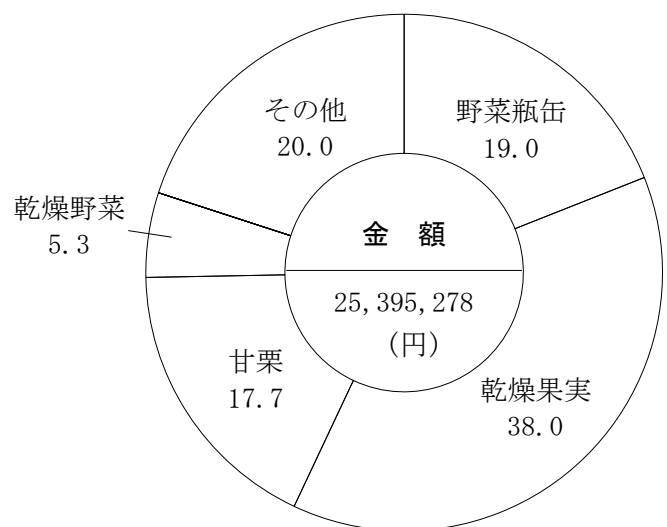 その他
20.0
野菜瓶缶
19.0
乾燥野菜
5.3
金 額
25,395,278
(円)
甘栗
17.7
乾燥果実
38.0